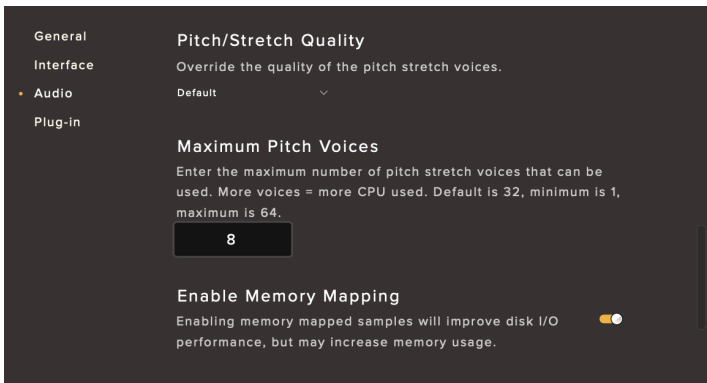 General
Interface
Audio
Plug-in
Pitch/Stretch Quality
Override the quality of the pitch stretch voices.
Default
Maximum Pitch Voices
Enter the maximum number of pitch stretch voices that can be
used. More voices = more CPU used. Default is 32, minimum is 1,
maximum is 64.
8
Enable Memory Mapping
Enabling memory mapped samples will improve disk I/O
performance, but may increase memory usage.